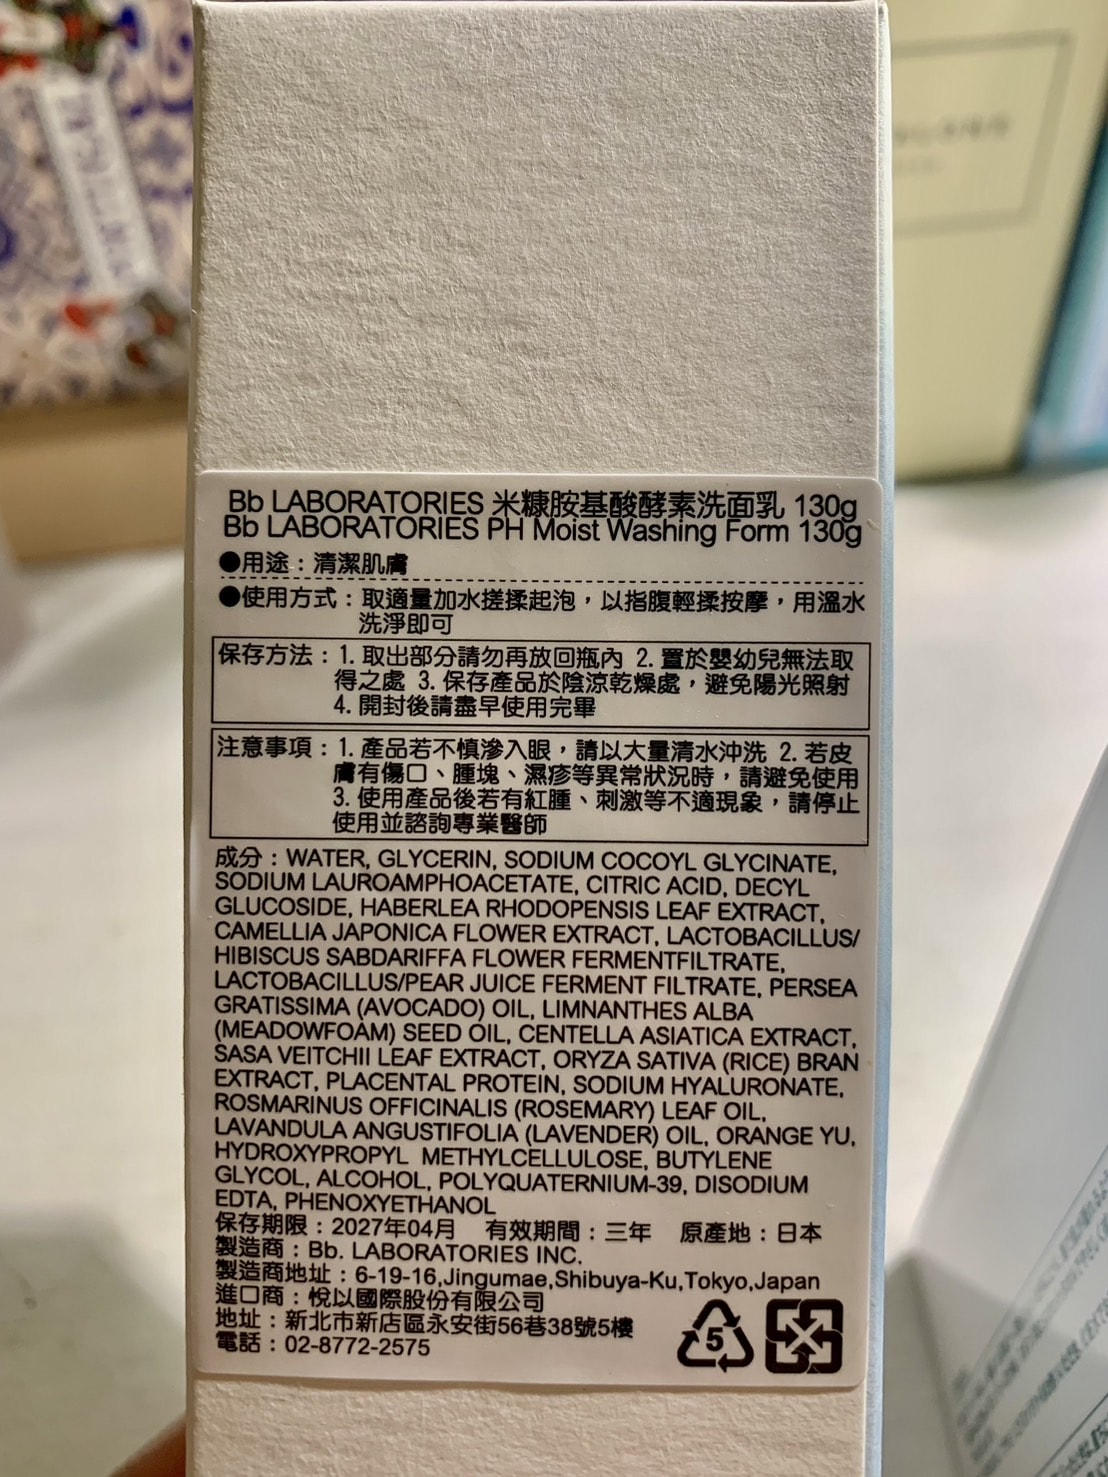 Bb LABORATORIES 米糠胺基酸酵素洗面乳 130g
Bb LABORATORIES PH Moist Washing Form 130g
●用途：清潔肌膚
●使用方式：取適量加水搓揉起泡，以指腹輕揉按摩，用溫水
洗淨即可
保存方法：1. 取出部分請勿再放回瓶內 2. 置於嬰幼兒無法取
得之處 3. 保存產品於陰涼乾燥處，避免陽光照射
4. 開封後請盡早使用完畢
注意事項：1. 產品若不慎滲入眼，請以大量清水沖洗 2. 若皮
膚有傷口、腫塊、濕疹等異常狀況時，請避免使用
3. 使用產品後若有紅腫、刺激等不適現象，請停止
使用並諮詢專業醫師
成分：WATER, GLYCERIN, SODIUM COCOYL GLYCINATE,
SODIUM LAUROAMPHOACETATE, CITRIC ACID, DECYL
GLUCOSIDE, HABERLEA RHODOPENSIS LEAF EXTRACT,
CAMELLIA JAPONICA FLOWER EXTRACT, LACTOBACILLUS/
HIBISCUS SABDARIFFA FLOWER FERMENTFILTRATE,
LACTOBACILLUS/PEAR JUICE FERMENT FILTRATE, PERSEA
GRATISSIMA (AVOCADO) OIL, LIMNANTHES ALBA
(MEADOWFOAM) SEED OIL, CENTELLA ASIATICA EXTRACT,
SASA VEITCHII LEAF EXTRACT, ORYZA SATIVA (RICE) BRAN
EXTRACT, PLACENTAL PROTEIN, SODIUM HYALURONATE,
ROSMARINUS OFFICINALIS (ROSEMARY) LEAF OIL,
LAVANDULA ANGUSTIFOLIA (LAVENDER) OIL, ORANGE YU,
HYDROXYPROPYL METHYLCELLULOSE, BUTYLENE
GLYCOL, ALCOHOL, POLYQUATERNIUM-39, DISODIUM
EDTA, PHENOXYETHANOL
保存期限：2027年04月 有效期間：三年 原產地：日本
製造商：Bb. LABORATORIES INC.
製造商地址：6-19-16,Jingumae,Shibuya-Ku,Tokyo,Japan
進口商：悅以國際股份有限公司
地址：新北市新店區永安街56巷38號5樓
電話：02-8772-2575
5